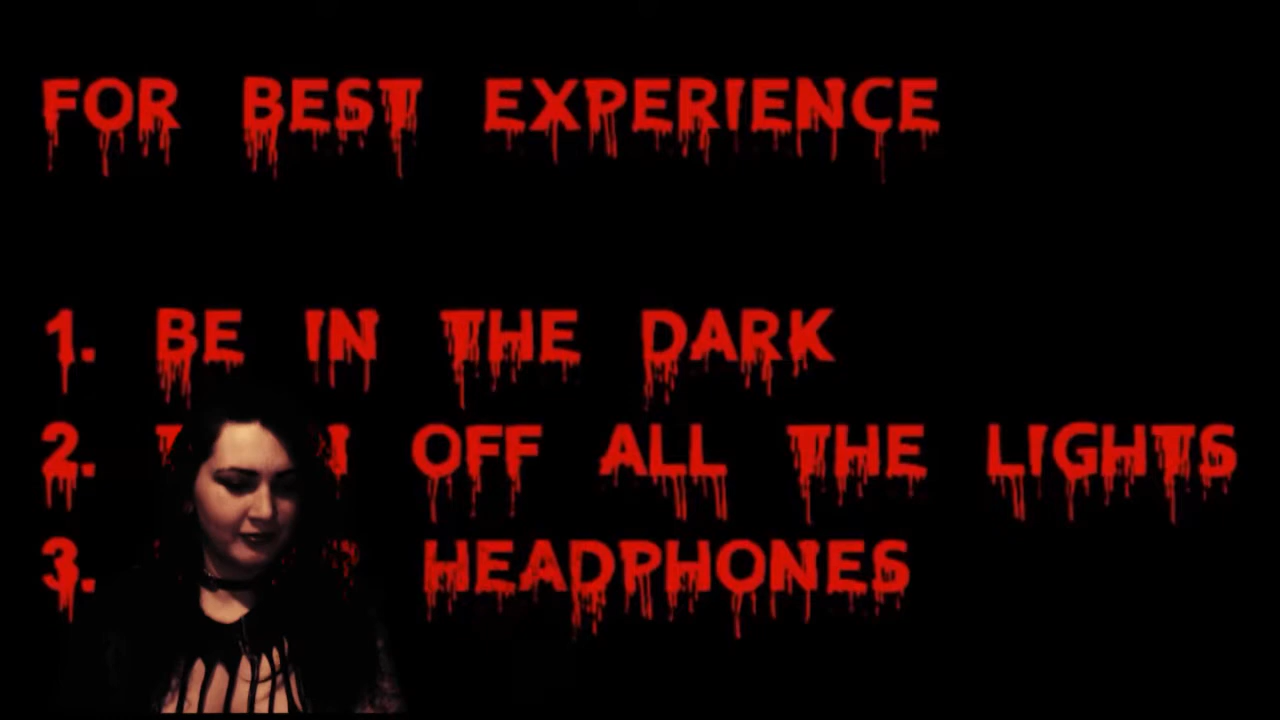 FOR BEST EXPERIENCE
1. BE IN THE DARK
2. OFF ALL THE LIGHTS
3. HEADPHONES